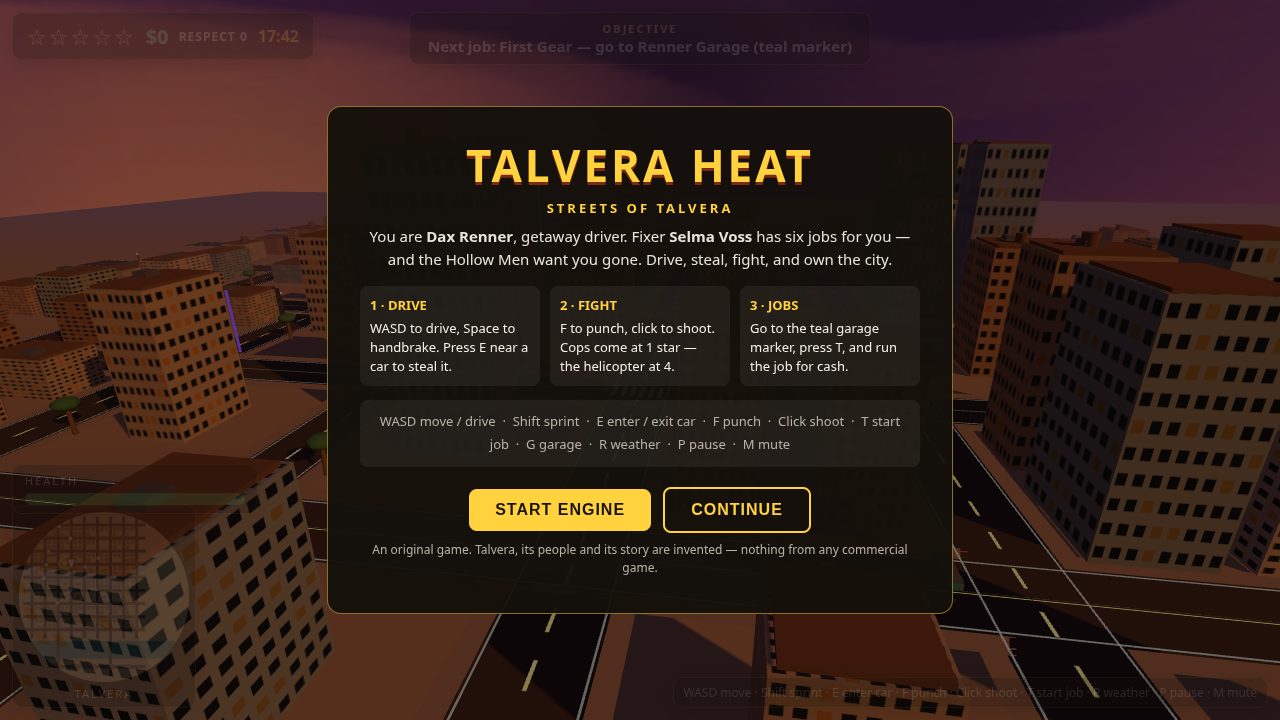 ☆☆☆☆☆ $0 RESPECT 0 17:42
OBJECTIVE
Next job: First Gear — go to Renner Garage (teal marker)
TALVERA HEAT
STREETS OF TALVERA
You are Dax Renner, getaway driver. Fixer Selma Voss has six jobs for you —
and the Hollow Men want you gone. Drive, steal, fight, and own the city.
1 · DRIVE
WASD to drive, Space to
handbrake. Press E near a
car to steal it.
2 · FIGHT
F to punch, click to shoot.
Cops come at 1 star —
the helicopter at 4.
3 · JOBS
Go to the teal garage
marker, press T, and run
the job for cash.
WASD move / drive · Shift sprint · E enter / exit car · F punch · Click shoot · T start
job · G garage · R weather · P pause · M mute
START ENGINE
CONTINUE
An original game. Talvera, its people and its story are invented — nothing from any commercial
game.
HEALTH
TALVERA
WASD move · Shift sprint · E enter car · F punch · Click shoot · T start job · R weather · P pause · M mute